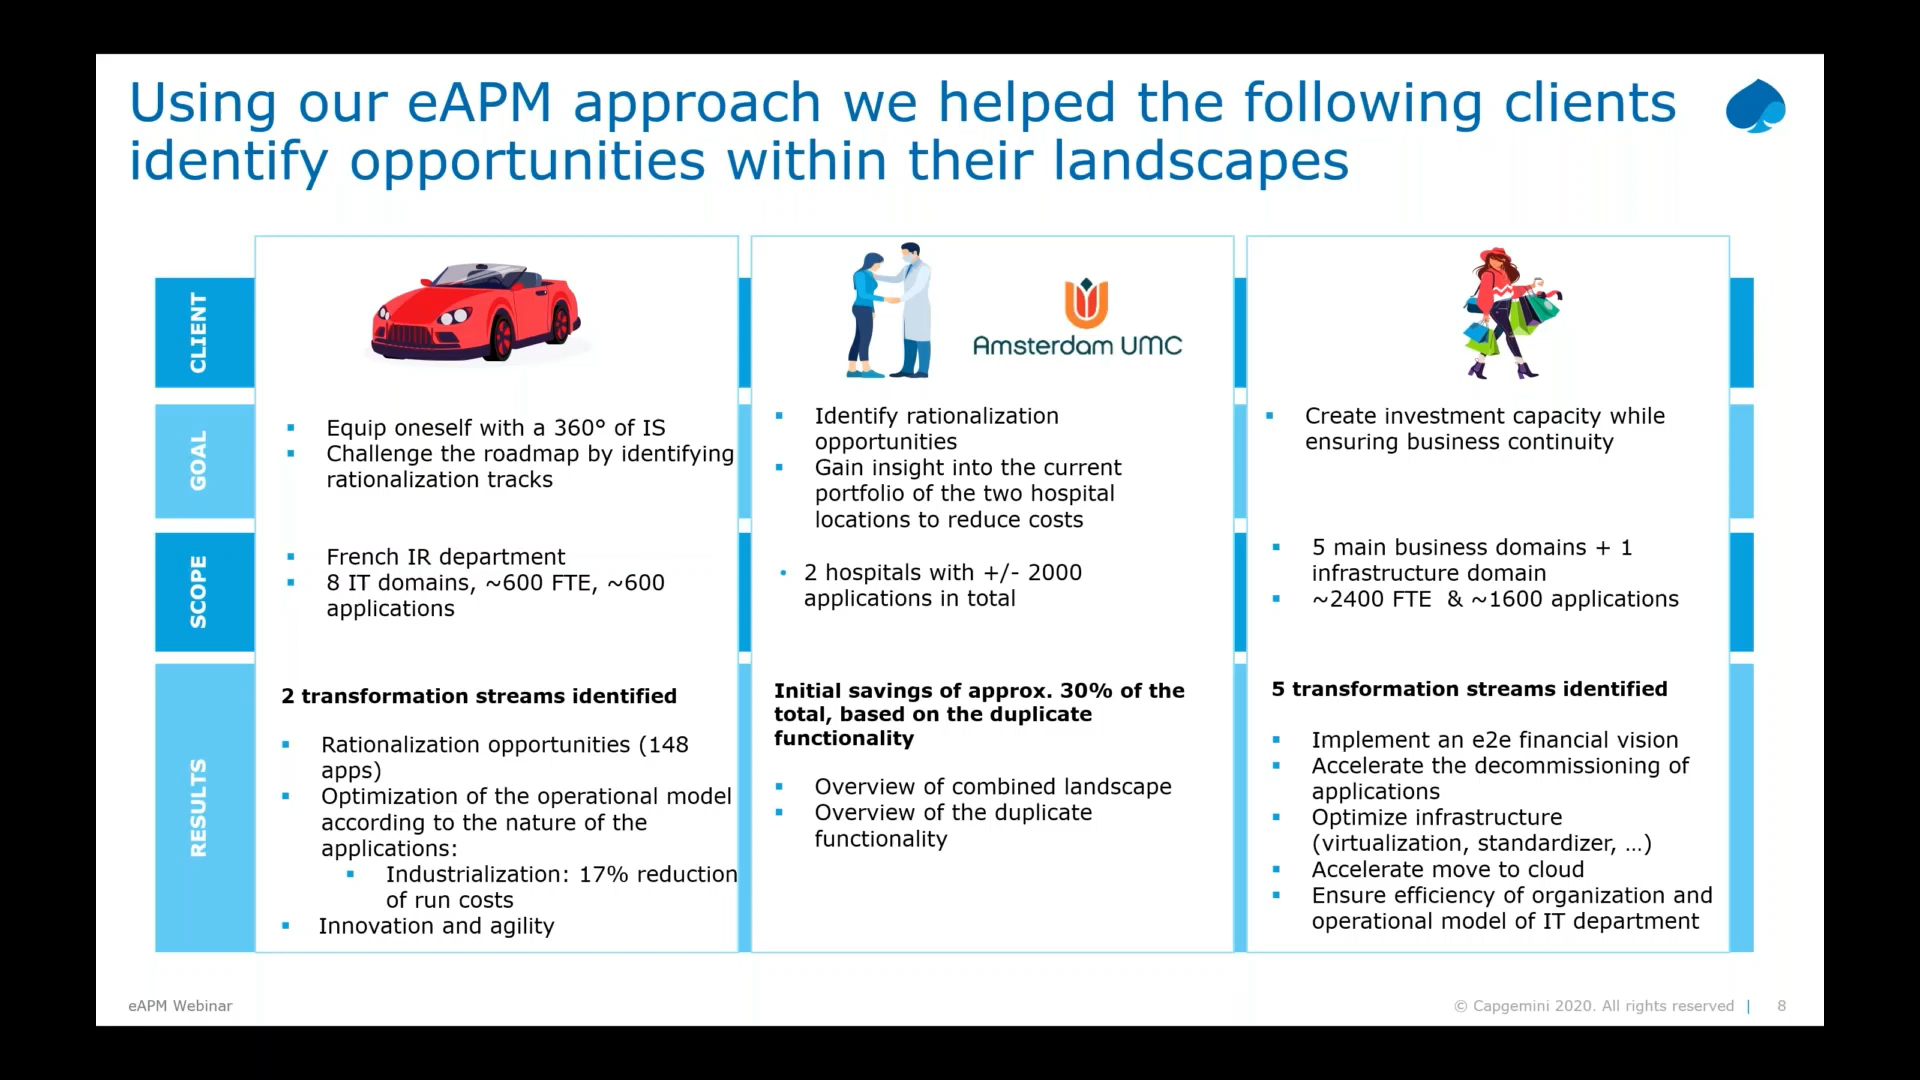 Using our eAPM approach we helped the following clients
identify opportunities within their landscapes
CLIENT
Amsterdam UMC
GOAL
Equip oneself with a 360° of IS
Challenge the roadmap by identifying
rationalization tracks
Identify rationalization
opportunities
Gain insight into the current
portfolio of the two hospital
locations to reduce costs
Create investment capacity while
ensuring business continuity
SCOPE
French IR department
8 IT domains, ~600 FTE, ~600
applications
2 hospitals with +/- 2000
applications in total
5 main business domains + 1
infrastructure domain
~2400 FTE & ~1600 applications
RESULTS
2 transformation streams identified
Rationalization opportunities (148
apps)
Optimization of the operational model
according to the nature of the
applications:
Industrialization: 17% reduction
of run costs
Innovation and agility
Initial savings of approx. 30% of the
total, based on the duplicate
functionality
Overview of combined landscape
Overview of the duplicate
functionality
5 transformation streams identified
Implement an e2e financial vision
Accelerate the decommissioning of
applications
Optimize infrastructure
(virtualization, standardizer, …)
Accelerate move to cloud
Ensure efficiency of organization and
operational model of IT department
eAPM Webinar
© Capgemini 2020. All rights reserved | 8